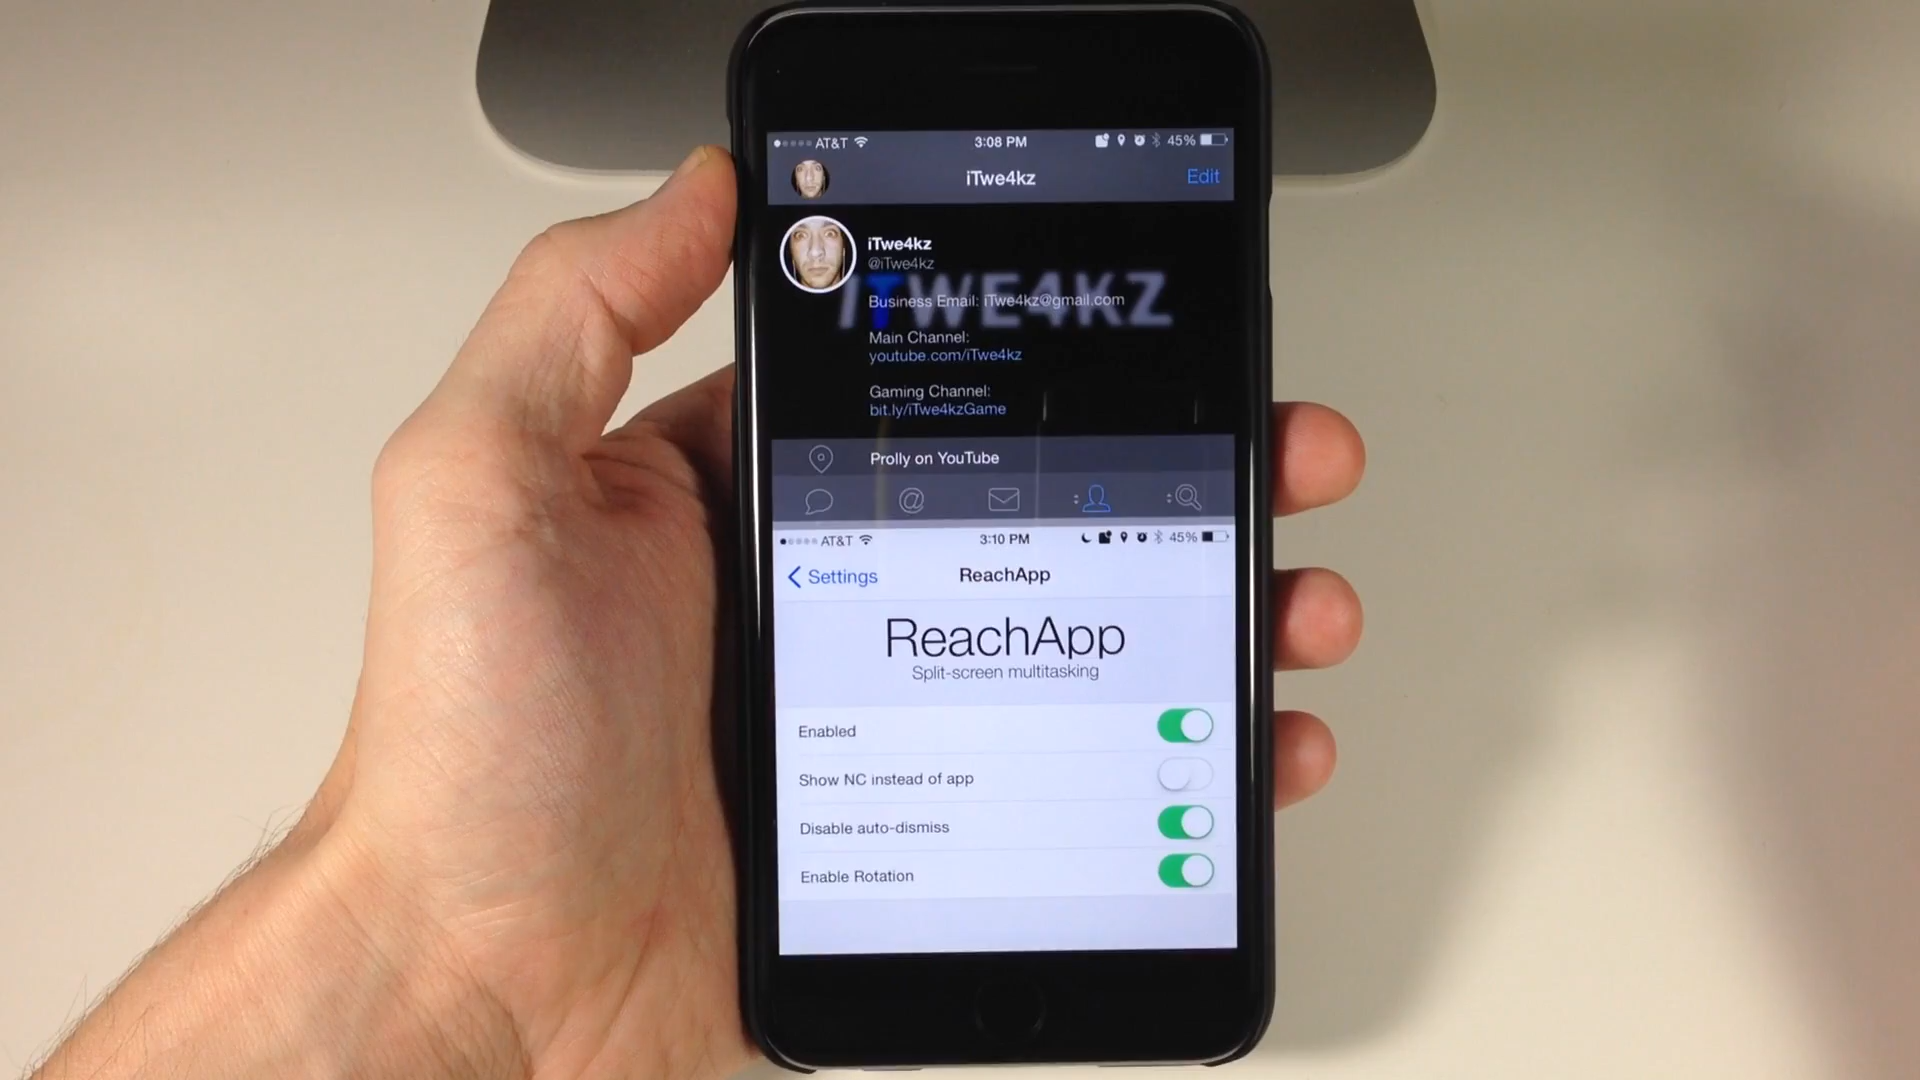 AT&T 3:08 PM 45%
iTwe4kz Edit
iTwe4kz
@iTwe4kz
ITWE4KZ
Business Email: iTwe4kz@gmail.com
Main Channel:
youtube.com/iTwe4kz
Gaming Channel:
bit.ly/iTwe4kzGame
Prolly on YouTube
@
AT&T 3:10 PM 45%
Settings ReachApp
ReachApp
Split-screen multitasking
Enabled
Show NC instead of app
Disable auto-dismiss
Enable Rotation